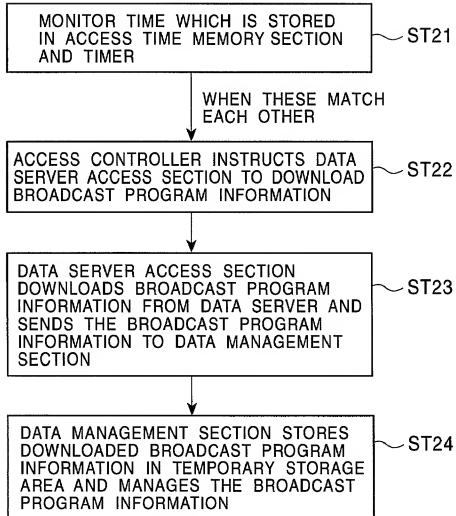 MONITOR TIME WHICH IS STORED
IN ACCESS TIME MEMORY SECTION
AND TIMER
ST21
WHEN THESE MATCH
EACH OTHER
ACCESS CONTROLLER INSTRUCTS DATA
SERVER ACCESS SECTION TO DOWNLOAD
BROADCAST PROGRAM INFORMATION
ST22
DATA SERVER ACCESS SECTION
DOWNLOADS BROADCAST PROGRAM
INFORMATION FROM DATA SERVER AND
SENDS THE BROADCAST PROGRAM
INFORMATION TO DATA MANAGEMENT
SECTION
ST23
DATA MANAGEMENT SECTION STORES
DOWNLOADED BROADCAST PROGRAM
INFORMATION IN TEMPORARY STORAGE
AREA AND MANAGES THE BROADCAST
PROGRAM INFORMATION
ST24